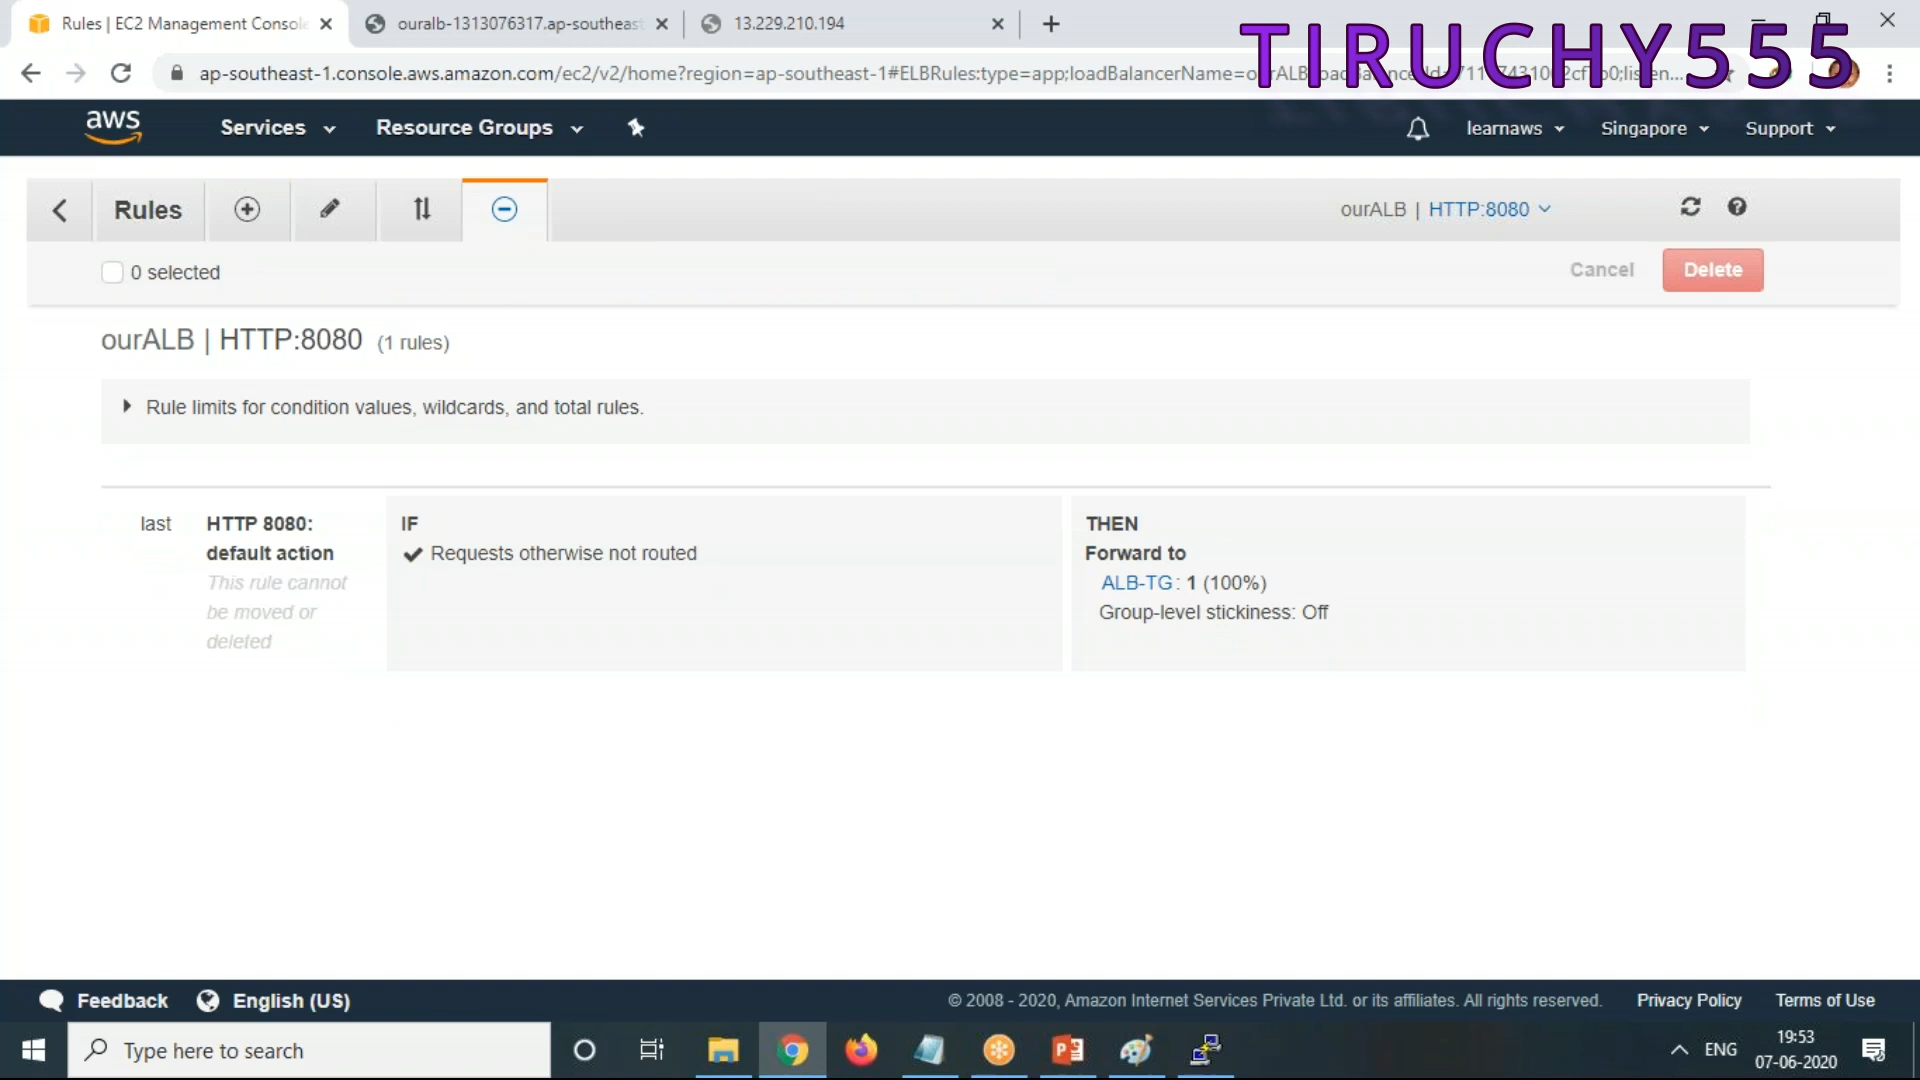 Rules | EC2 Management Console
ouralb-1313076317.ap-southeas
13.229.210.194
TIRUCHY555
ap-southeast-1.console.aws.amazon.com/ec2/v2/home?region=ap-southeast-1#ELBRules:type=app;loadBalancerName=
aws
Services
Resource Groups
learnaws
Singapore
Support
Rules
ourALB | HTTP:8080
0 selected
Cancel
Delete
ourALB | HTTP:8080 (1 rules)
Rule limits for condition values, wildcards, and total rules.
last
HTTP 8080:
default action
This rule cannot
be moved or
deleted
IF
Requests otherwise not routed
THEN
Forward to
ALB-TG: 1 (100%)
Group-level stickiness: Off
Feedback
English (US)
© 2008 - 2020, Amazon Internet Services Private Ltd. or its affiliates. All rights reserved.
Privacy Policy
Terms of Use
Type here to search
ENG
19:53
07-06-2020